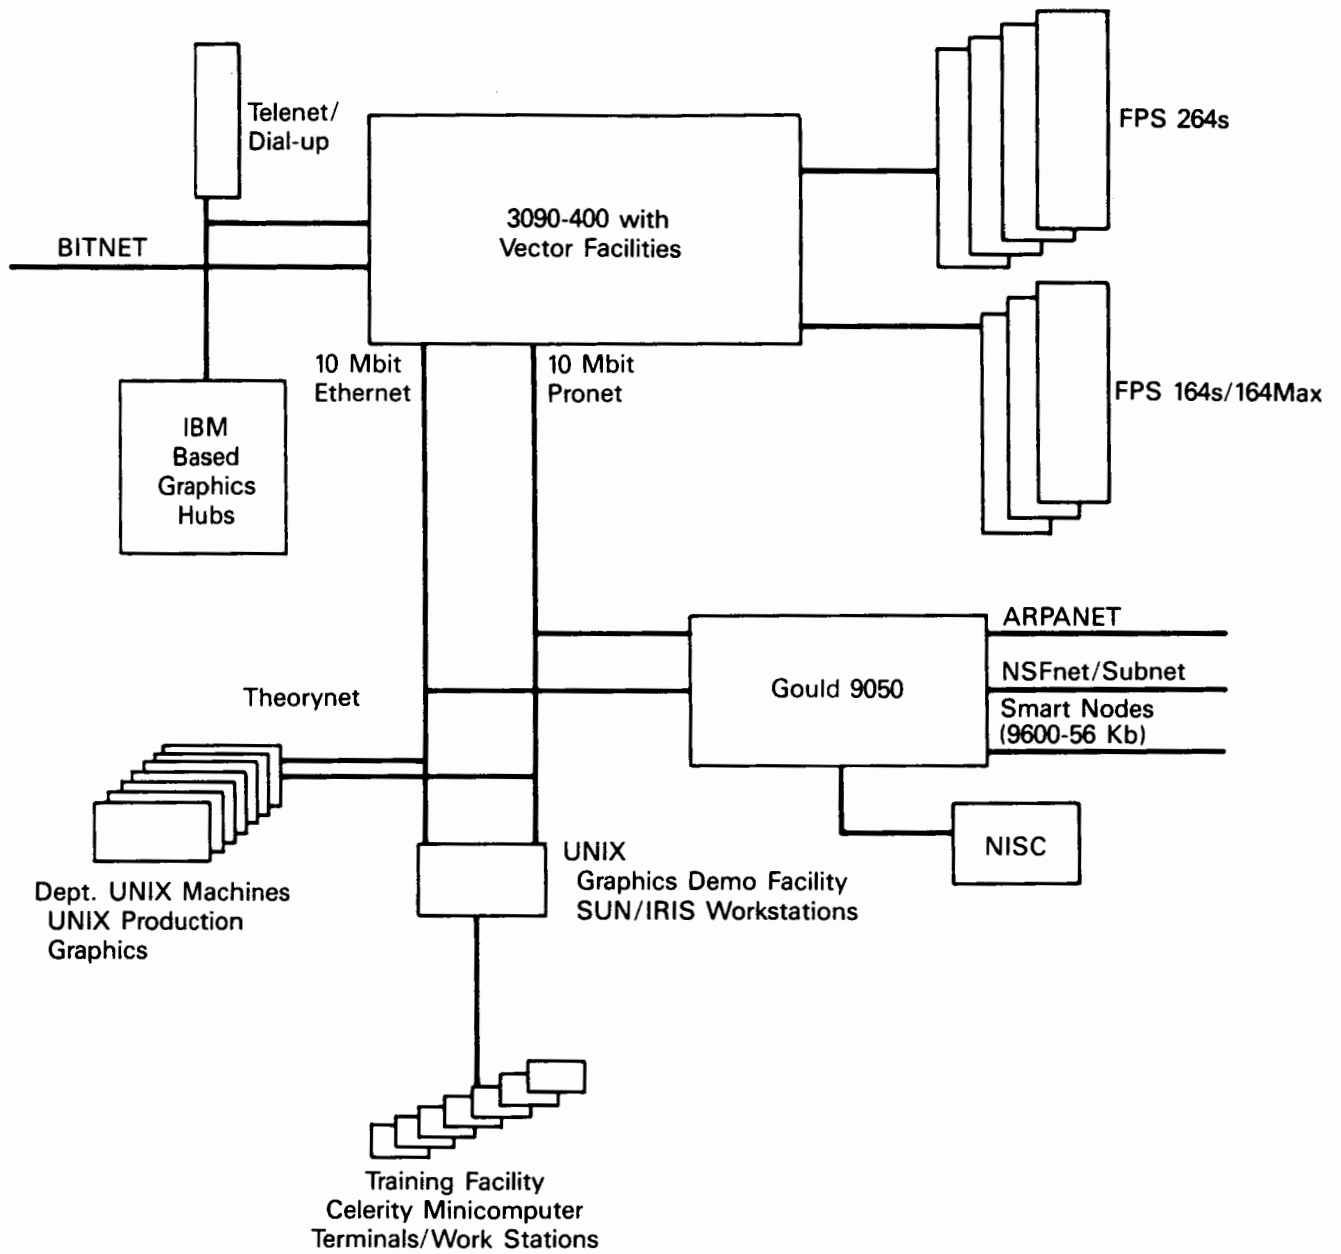 Telenet/
Dial-up
FPS 264s
3090-400 with
Vector Facilities
BITNET
10 Mbit
Ethernet
10 Mbit
Pronet
FPS 164s/164Max
IBM
Based
Graphics
Hubs
ARPANET
Gould 9050
NSFnet/Subnet
Smart Nodes
(9600-56 Kb)
Theorynet
NISC
UNIX
Graphics Demo Facility
SUN/IRIS Workstations
Dept. UNIX Machines
UNIX Production
Graphics
Training Facility
Celerity Minicomputer
Terminals/Work Stations